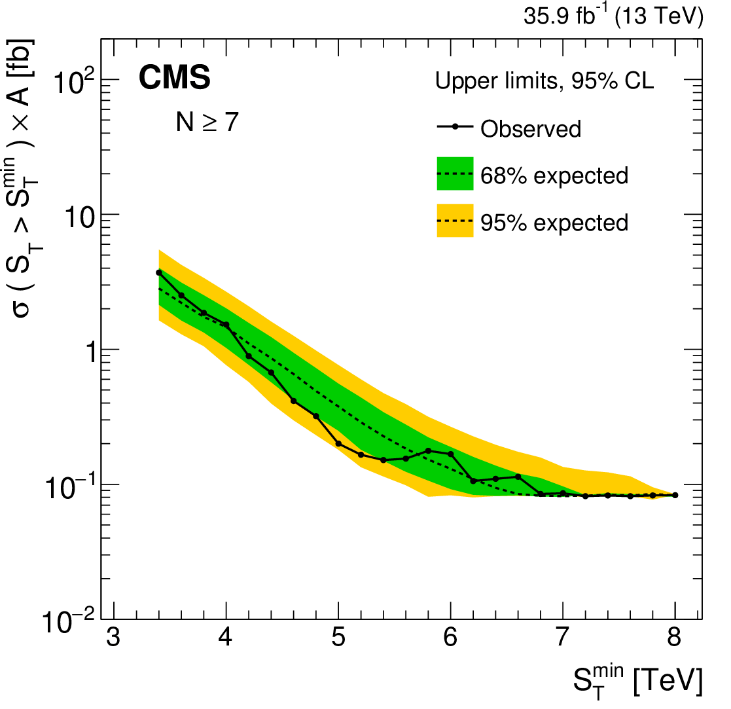 35.9 fb⁻¹ (13 TeV)
CMS
N ≥ 7
Upper limits, 95% CL
Observed
68% expected
95% expected
σ ( S_T > S_T^min ) × A [fb]
10²
10
1
10⁻¹
10⁻²
3 4 5 6 7 8
S_T^min [TeV]